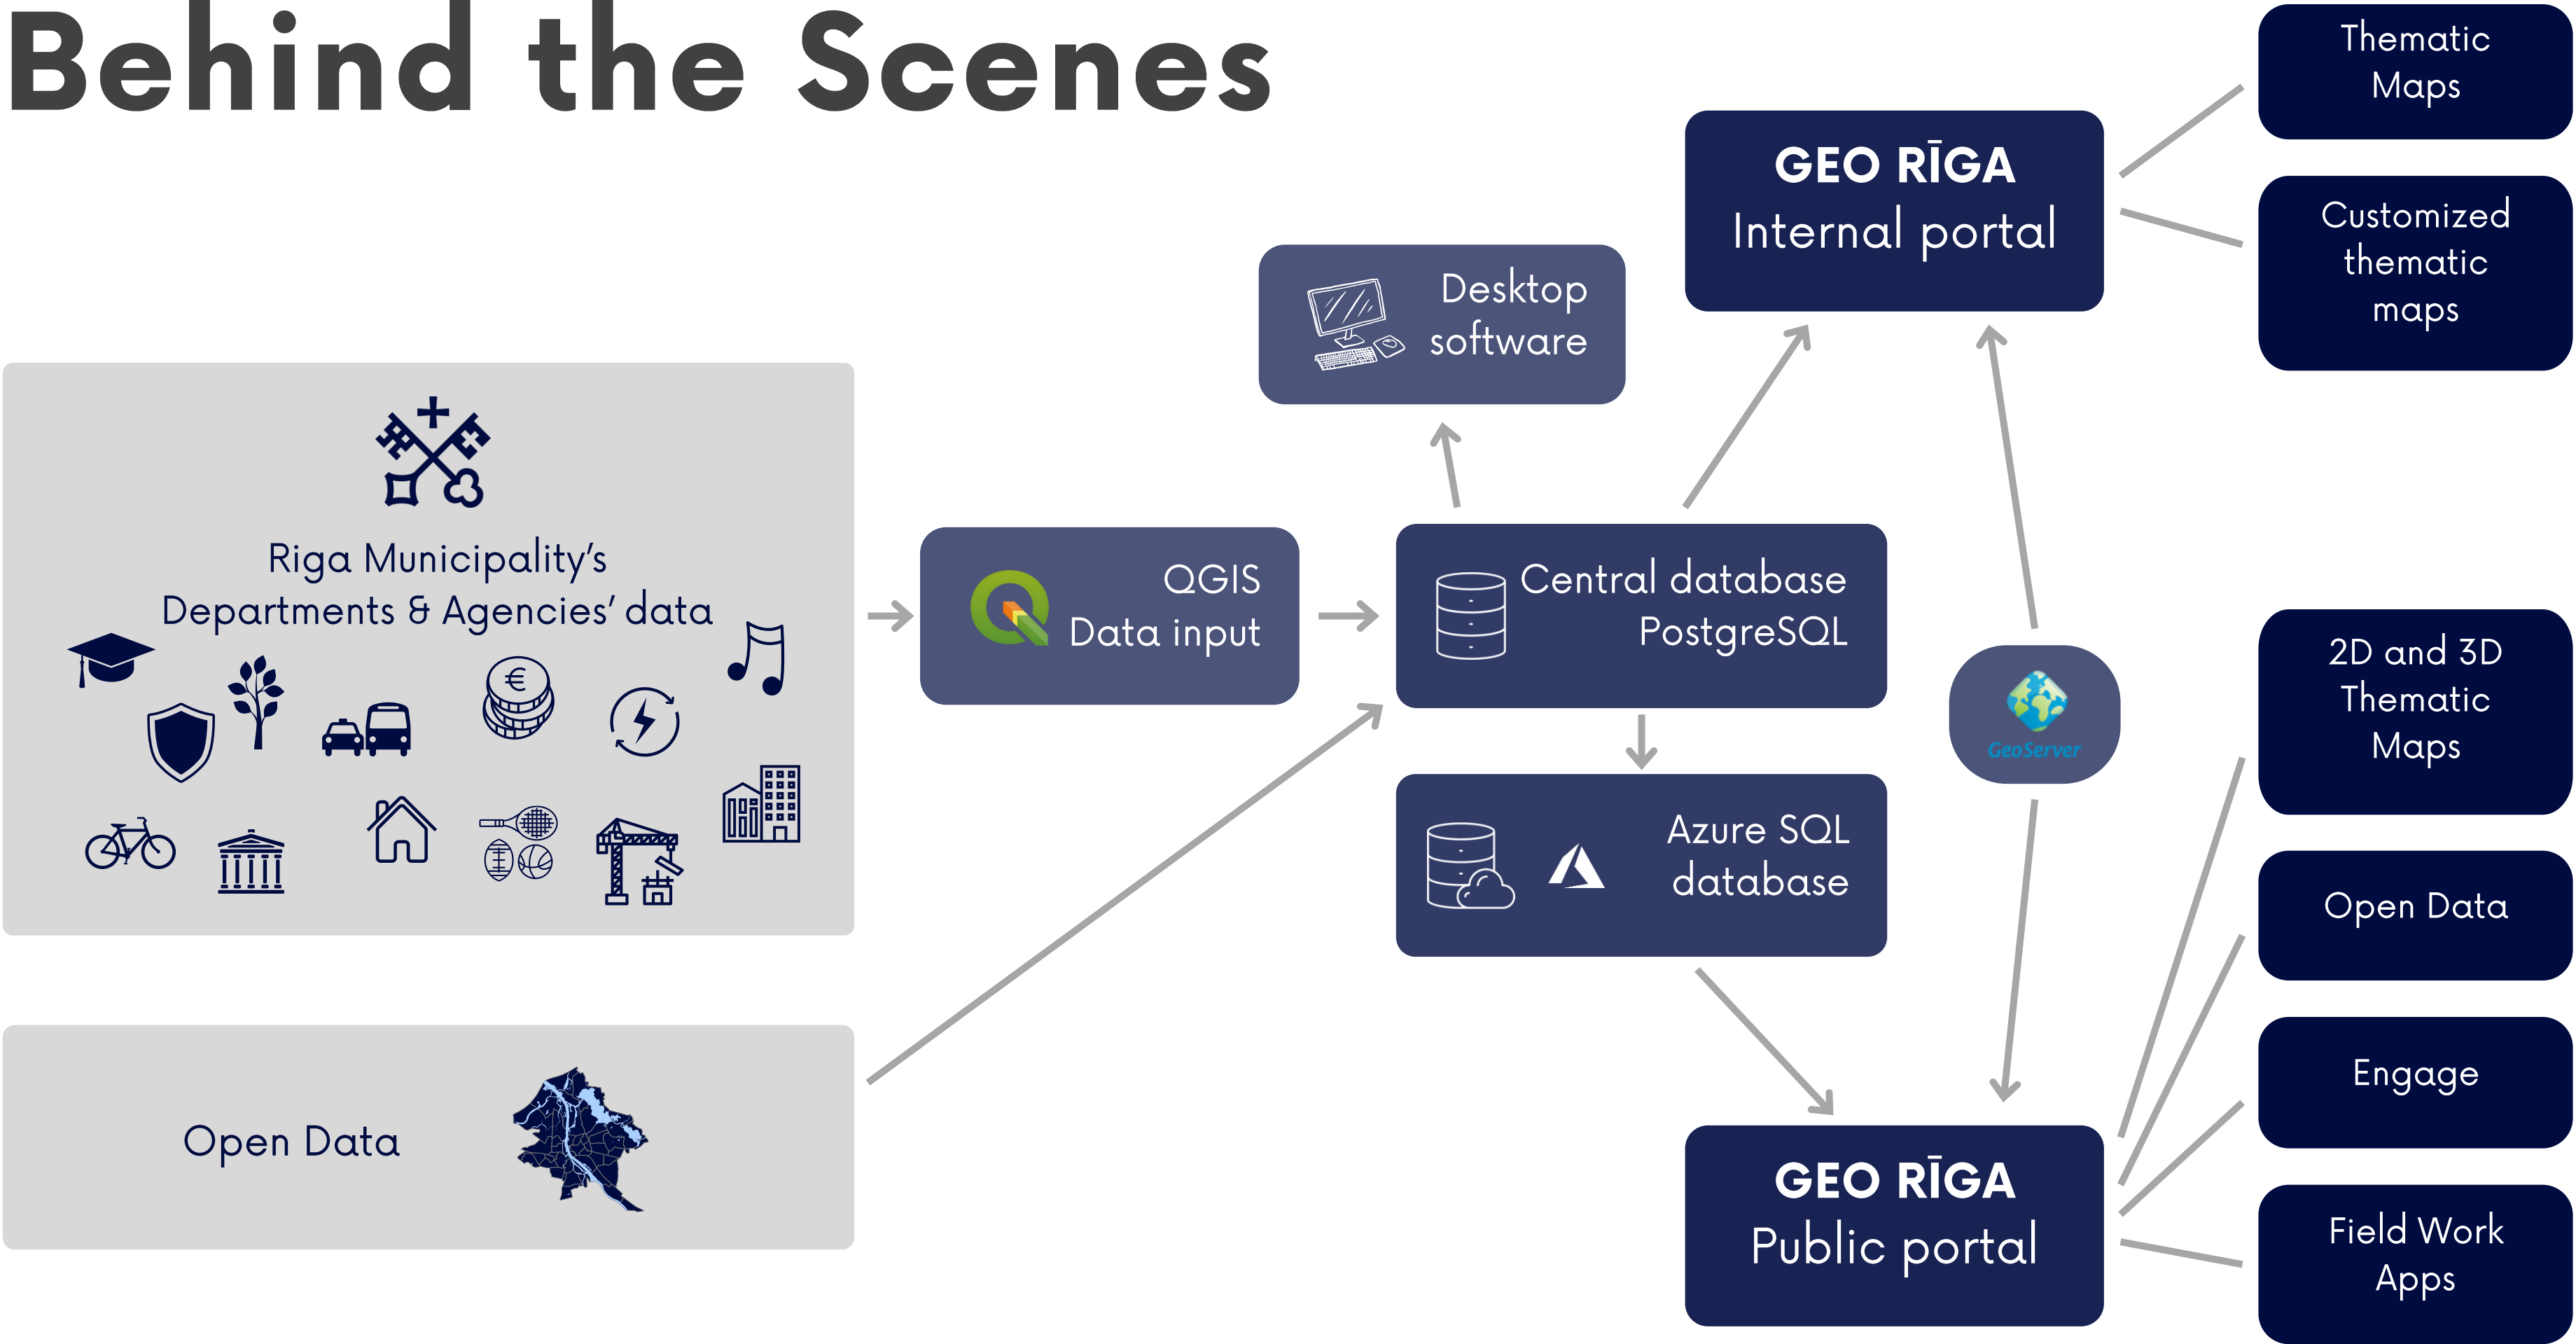 Behind the Scenes
Riga Municipality's
Departments & Agencies' data
€
Open Data
QGIS
Data input
Desktop
software
Central database
PostgreSQL
Azure SQL
database
GeoServer
GEO RĪGA
Internal portal
Thematic
Maps
Customized
thematic
maps
GEO RĪGA
Public portal
2D and 3D
Thematic
Maps
Open Data
Engage
Field Work
Apps